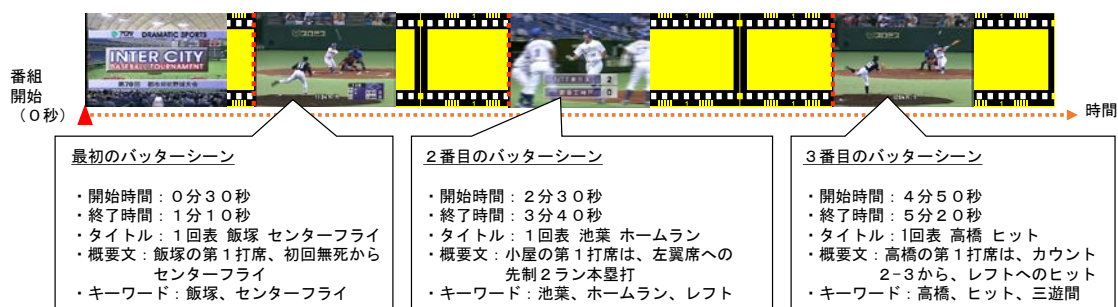 DRAMATIC SPORTS
INTER CITY
BASEBALL TOURNAMENT
2
0
番組
開始
（０秒）
時間
最初のバッターシーン
・開始時間：０分３０秒
・終了時間：１分１０秒
・タイトル：１回表 飯塚 センターフライ
・概要文：飯塚の第１打席、初回無死から
センターフライ
・キーワード：飯塚、センターフライ
２番目のバッターシーン
・開始時間：２分３０秒
・終了時間：３分４０秒
・タイトル：１回表 池葉 ホームラン
・概要文：小屋の第１打席は、左翼席への
先制２ラン本塁打
・キーワード：池葉、ホームラン、レフト
３番目のバッターシーン
・開始時間：４分５０秒
・終了時間：５分２０秒
・タイトル：1回表 高橋 ヒット
・概要文：高橋の第１打席は、カウント
２-３から、レフトへのヒット
・キーワード：高橋、ヒット、三遊間